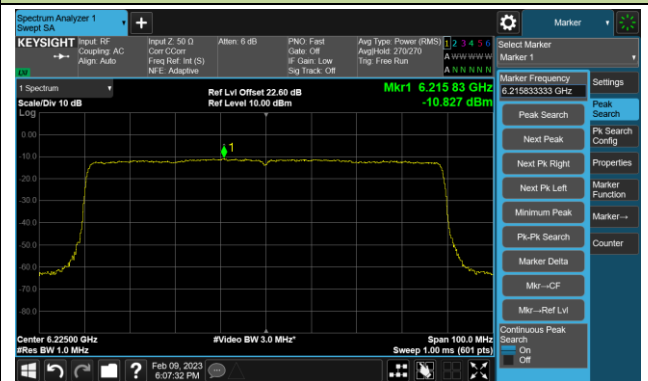 Spectrum Analyzer 1
Swept SA
+
Marker
KEYSIGHT
Input: RF
Coupling: AC
Align: Auto
Input Z: 50 Ω
Corr CCorr
Freq Ref: Int (S)
NFE: Adaptive
Atten: 6 dB
PNO: Fast
Gate: Off
IF Gain: Low
Sig Track: Off
Avg Type: Power (RMS)
Avg|Hold: 270/270
Trig: Free Run
1 2 3 4 5 6
A W W W W W
A N N N N N
LXI
Select Marker
Marker 1
1 Spectrum
Scale/Div 10 dB
Log
Ref Lvl Offset 22.60 dB
Ref Level 10.00 dBm
Mkr1 6.215 83 GHz
-10.827 dBm
1
0.00
-10.0
-20.0
-30.0
-40.0
-50.0
-60.0
-70.0
-80.0
Center 6.22500 GHz
#Res BW 1.0 MHz
#Video BW 3.0 MHz*
Span 100.0 MHz
Sweep 1.00 ms (601 pts)
Marker Frequency
6.215833333 GHz
Peak Search
Next Peak
Next Pk Right
Next Pk Left
Minimum Peak
Pk-Pk Search
Marker Delta
Mkr→CF
Mkr→Ref Lvl
Continuous Peak
Search
On
Off
Settings
Peak
Search
Pk Search
Config
Properties
Marker
Function
Marker→
Counter
?
Feb 09, 2023
6:07:32 PM